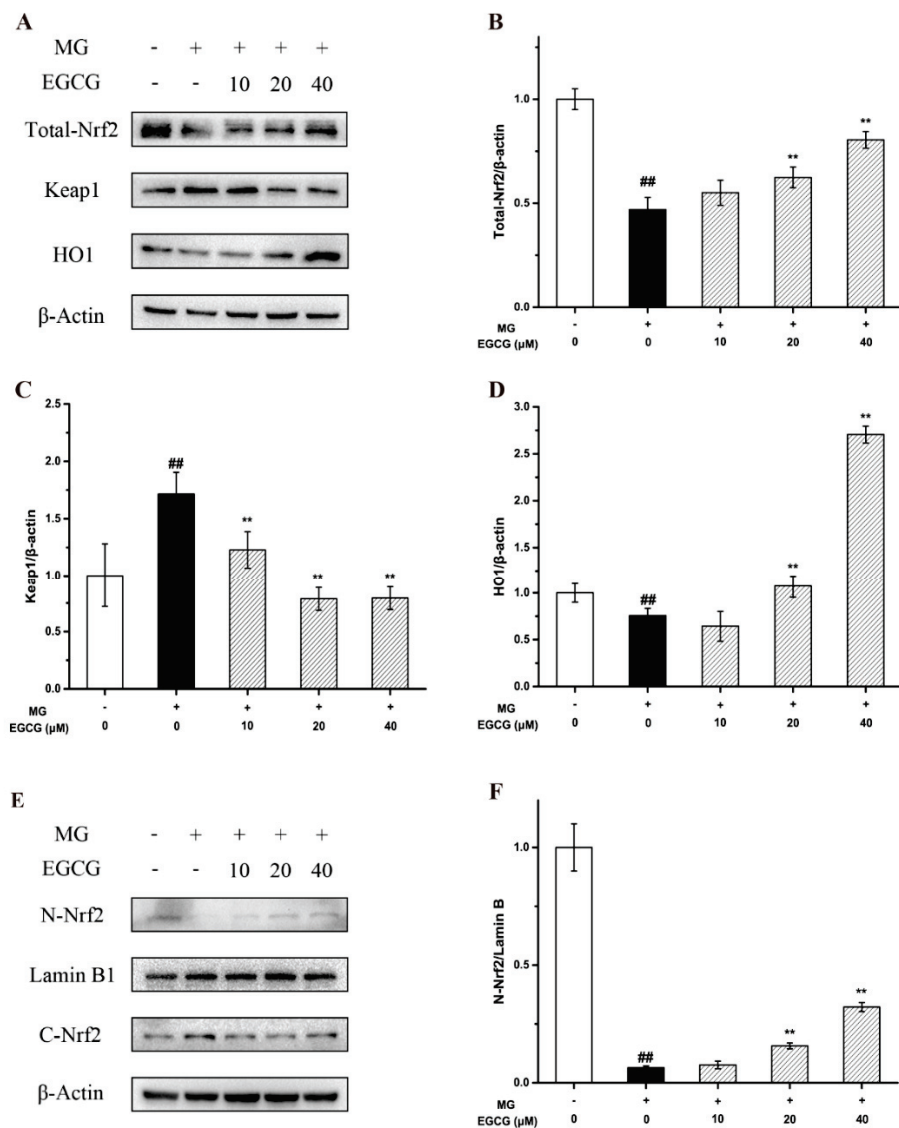 A
MG - + + + +
EGCG - - 10 20 40
Total-Nrf2
Keap1
HO1
β-Actin
B
Total-Nrf2/β-actin
1.0
0.5
0.0
##
**
**
MG - + + + +
EGCG (μM) 0 0 10 20 40
C
Keap1/β-actin
2.5
2.0
1.5
1.0
0.5
0.0
##
**
**
**
MG - + + + +
EGCG (μM) 0 0 10 20 40
D
HO1/β-actin
3.0
2.5
2.0
1.5
1.0
0.5
0.0
##
**
**
MG - + + + +
EGCG (μM) 0 0 10 20 40
E
MG - + + + +
EGCG - - 10 20 40
N-Nrf2
Lamin B1
C-Nrf2
β-Actin
F
N-Nrf2/Lamin B
1.0
0.5
0.0
##
**
**
MG - + + + +
EGCG (μM) 0 0 10 20 40